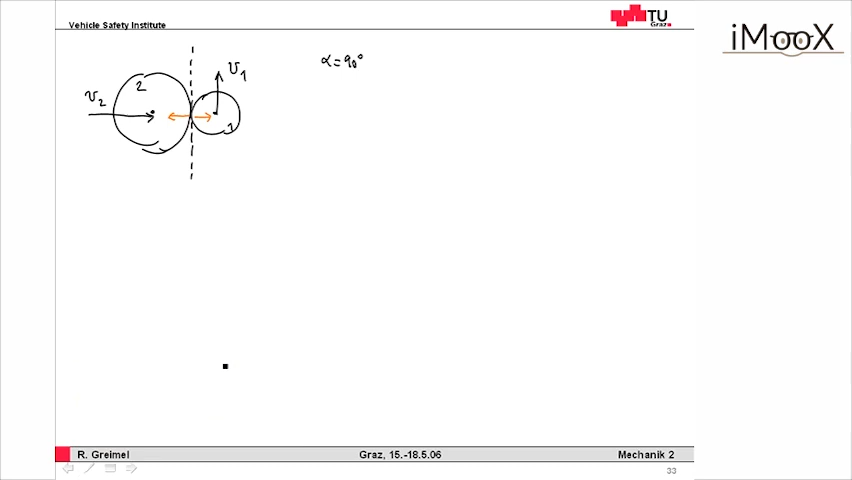 Vehicle Safety Institute
TU
Graz
iMooX
2
v₁
α = 90°
v₂
1
R. Greimel
Graz, 15.-18.5.06
Mechanik 2
33